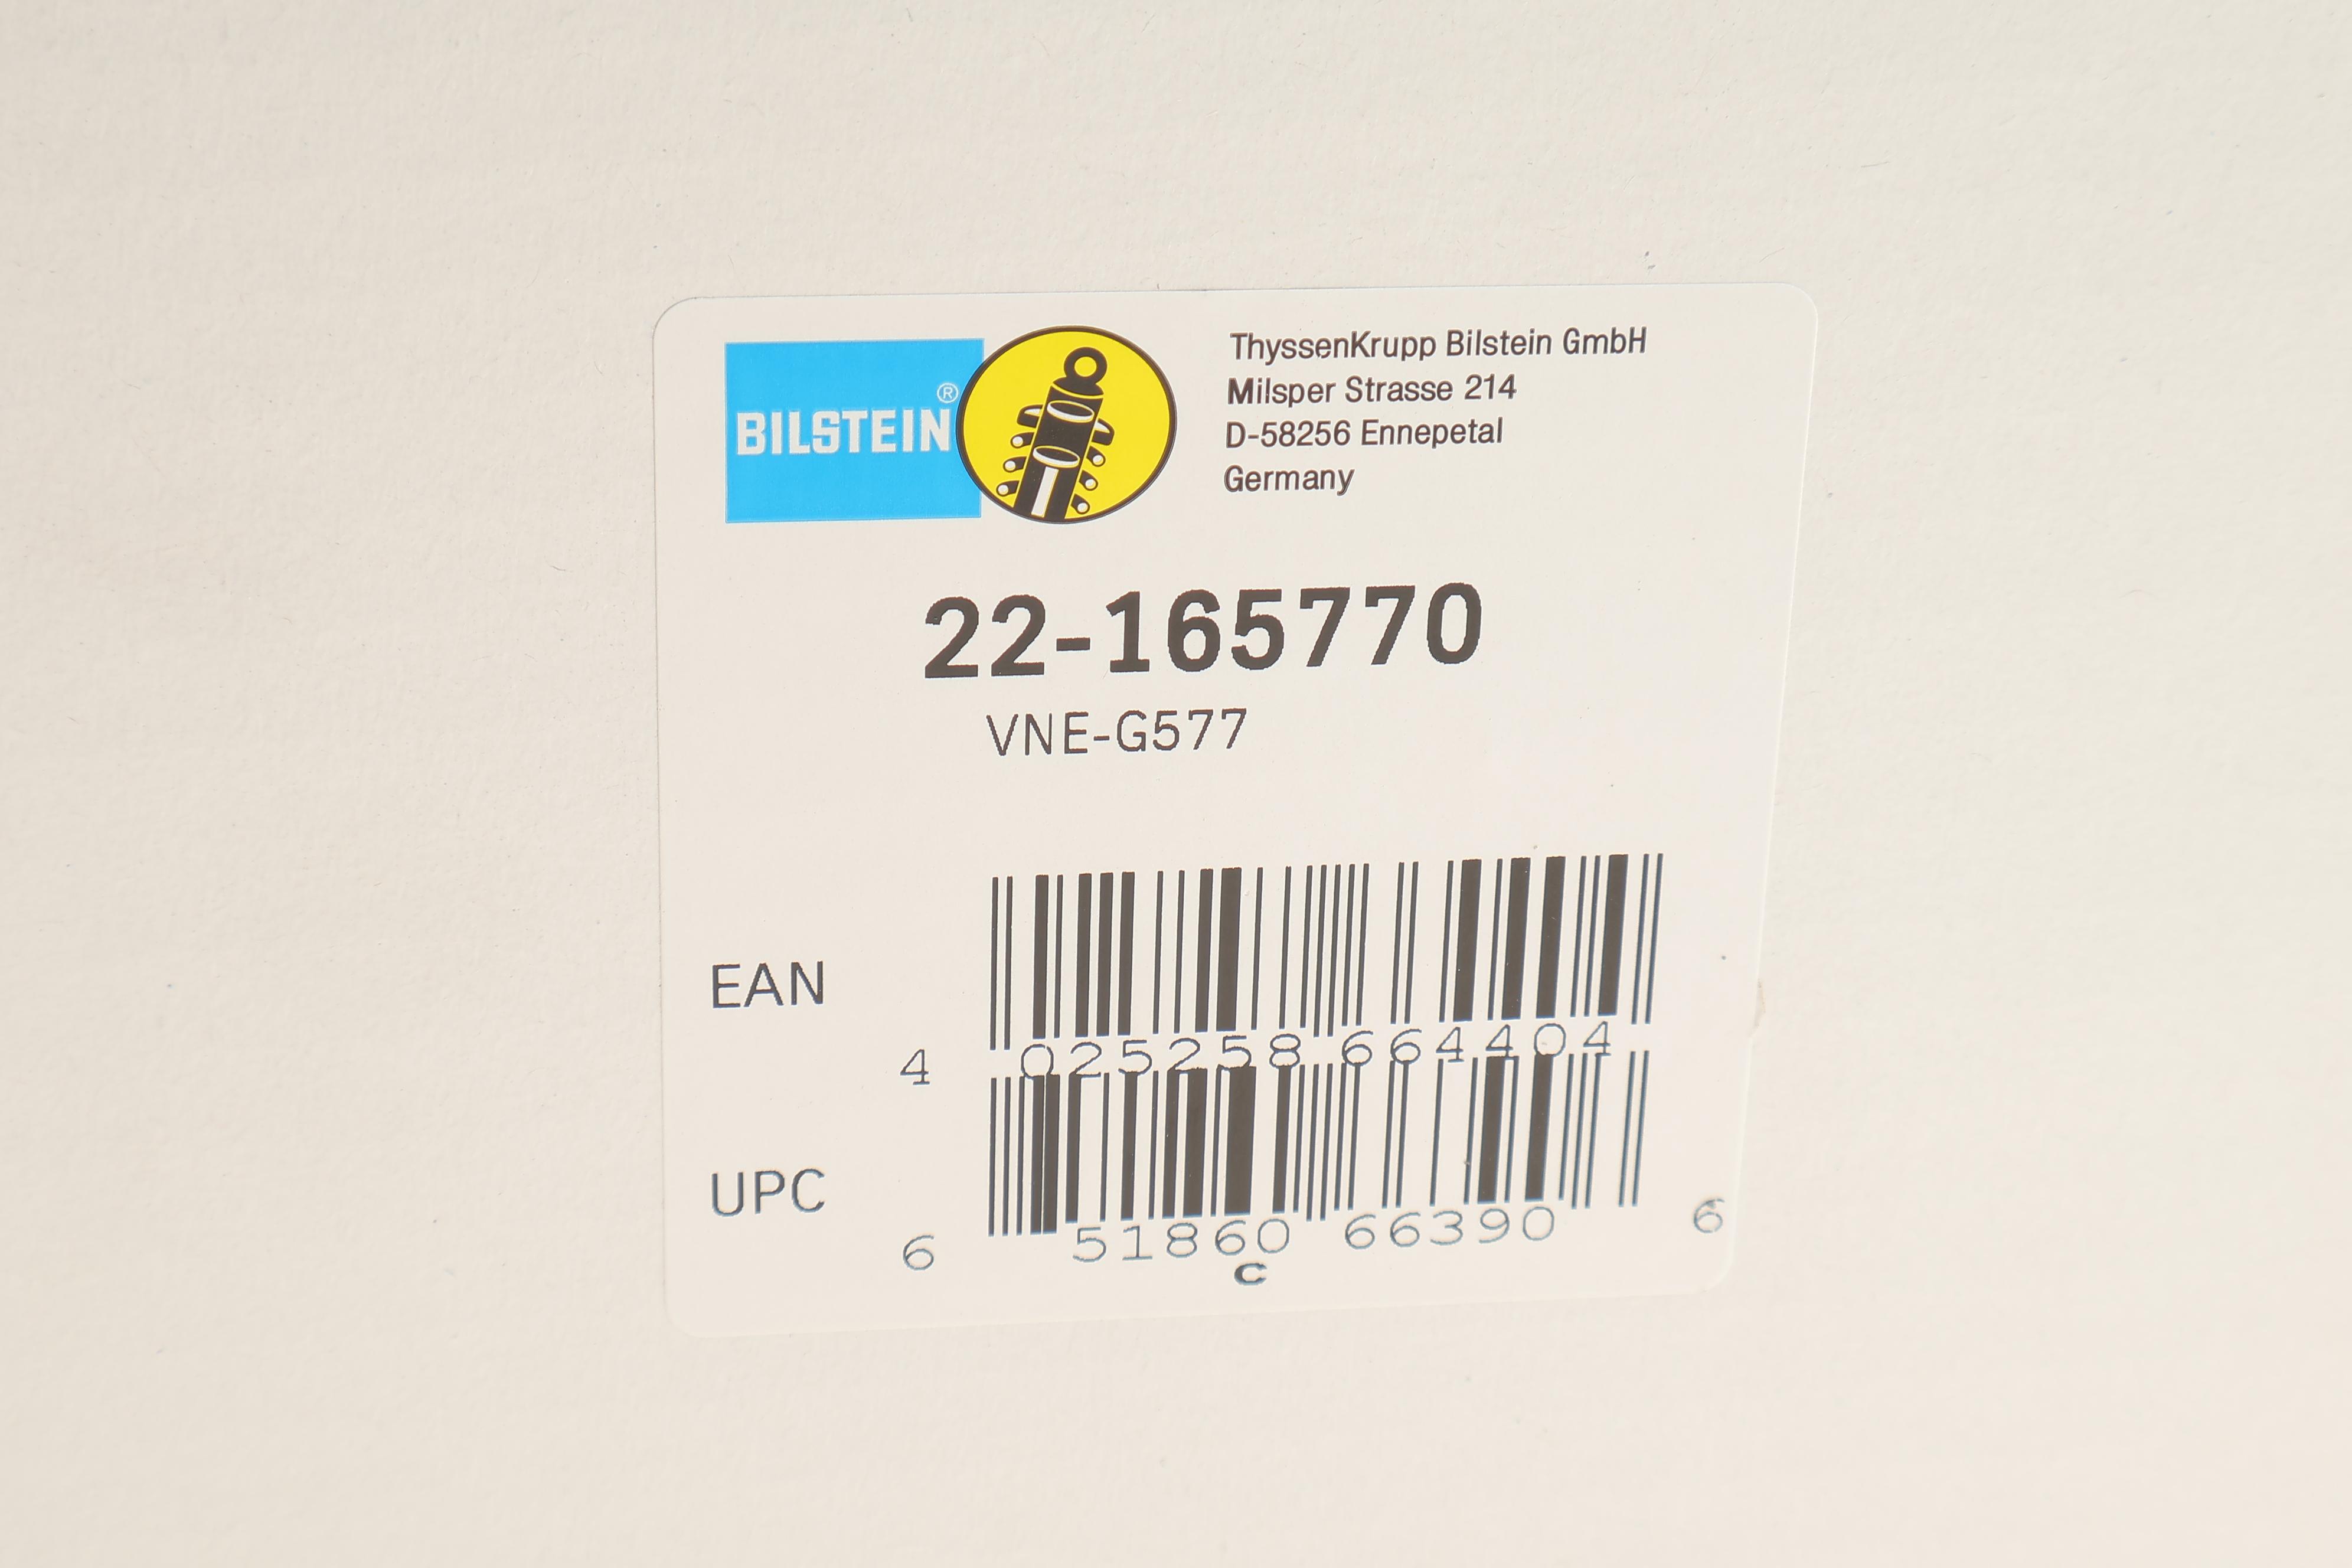 BILSTEIN®
ThyssenKrupp Bilstein GmbH
Milsper Strasse 214
D-58256 Ennepetal
Germany
22-165770
VNE-G577
EAN
4 025258 664404
UPC
6 51860 66390 6
C